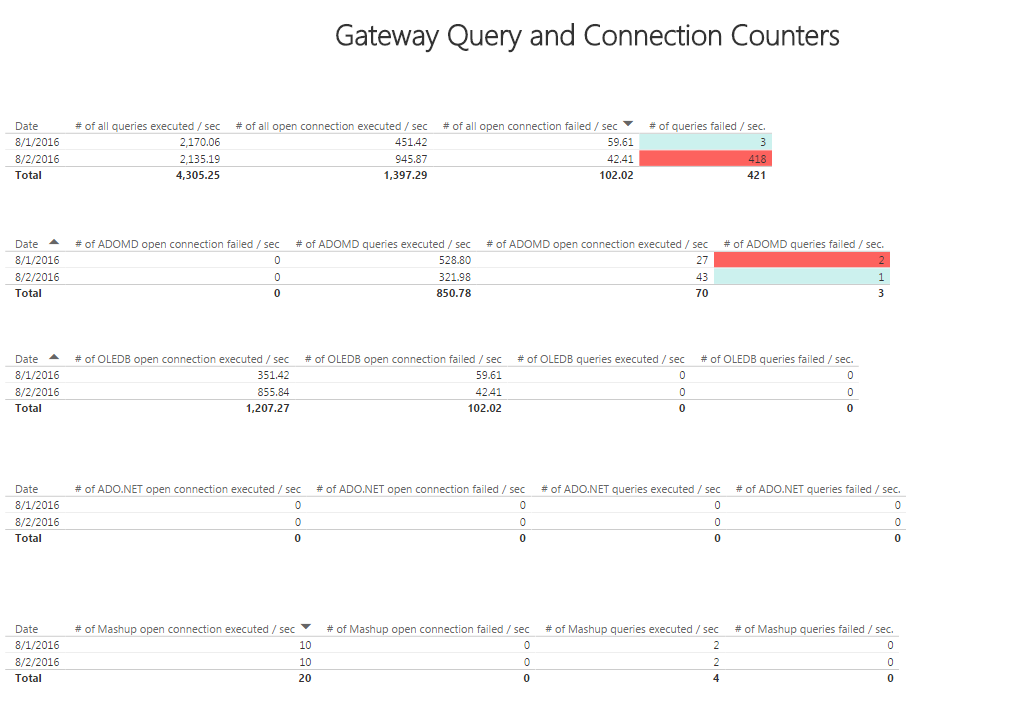 Gateway Query and Connection Counters
Date # of all queries executed / sec # of all open connection executed / sec # of all open connection failed / sec # of queries failed / sec.
8/1/2016 2,170.06 451.42 59.61 3
8/2/2016 2,135.19 945.87 42.41 418
Total 4,305.25 1,397.29 102.02 421
Date # of ADOMD open connection failed / sec # of ADOMD queries executed / sec # of ADOMD open connection executed / sec # of ADOMD queries failed / sec.
8/1/2016 0 528.80 27 2
8/2/2016 0 321.98 43 1
Total 0 850.78 70 3
Date # of OLEDB open connection executed / sec # of OLEDB open connection failed / sec # of OLEDB queries executed / sec # of OLEDB queries failed / sec.
8/1/2016 351.42 59.61 0 0
8/2/2016 855.84 42.41 0 0
Total 1,207.27 102.02 0 0
Date # of ADO.NET open connection executed / sec # of ADO.NET open connection failed / sec # of ADO.NET queries executed / sec # of ADO.NET queries failed / sec.
8/1/2016 0 0 0 0
8/2/2016 0 0 0 0
Total 0 0 0 0
Date # of Mashup open connection executed / sec # of Mashup open connection failed / sec # of Mashup queries executed / sec # of Mashup queries failed / sec.
8/1/2016 10 0 2 0
8/2/2016 10 0 2 0
Total 20 0 4 0